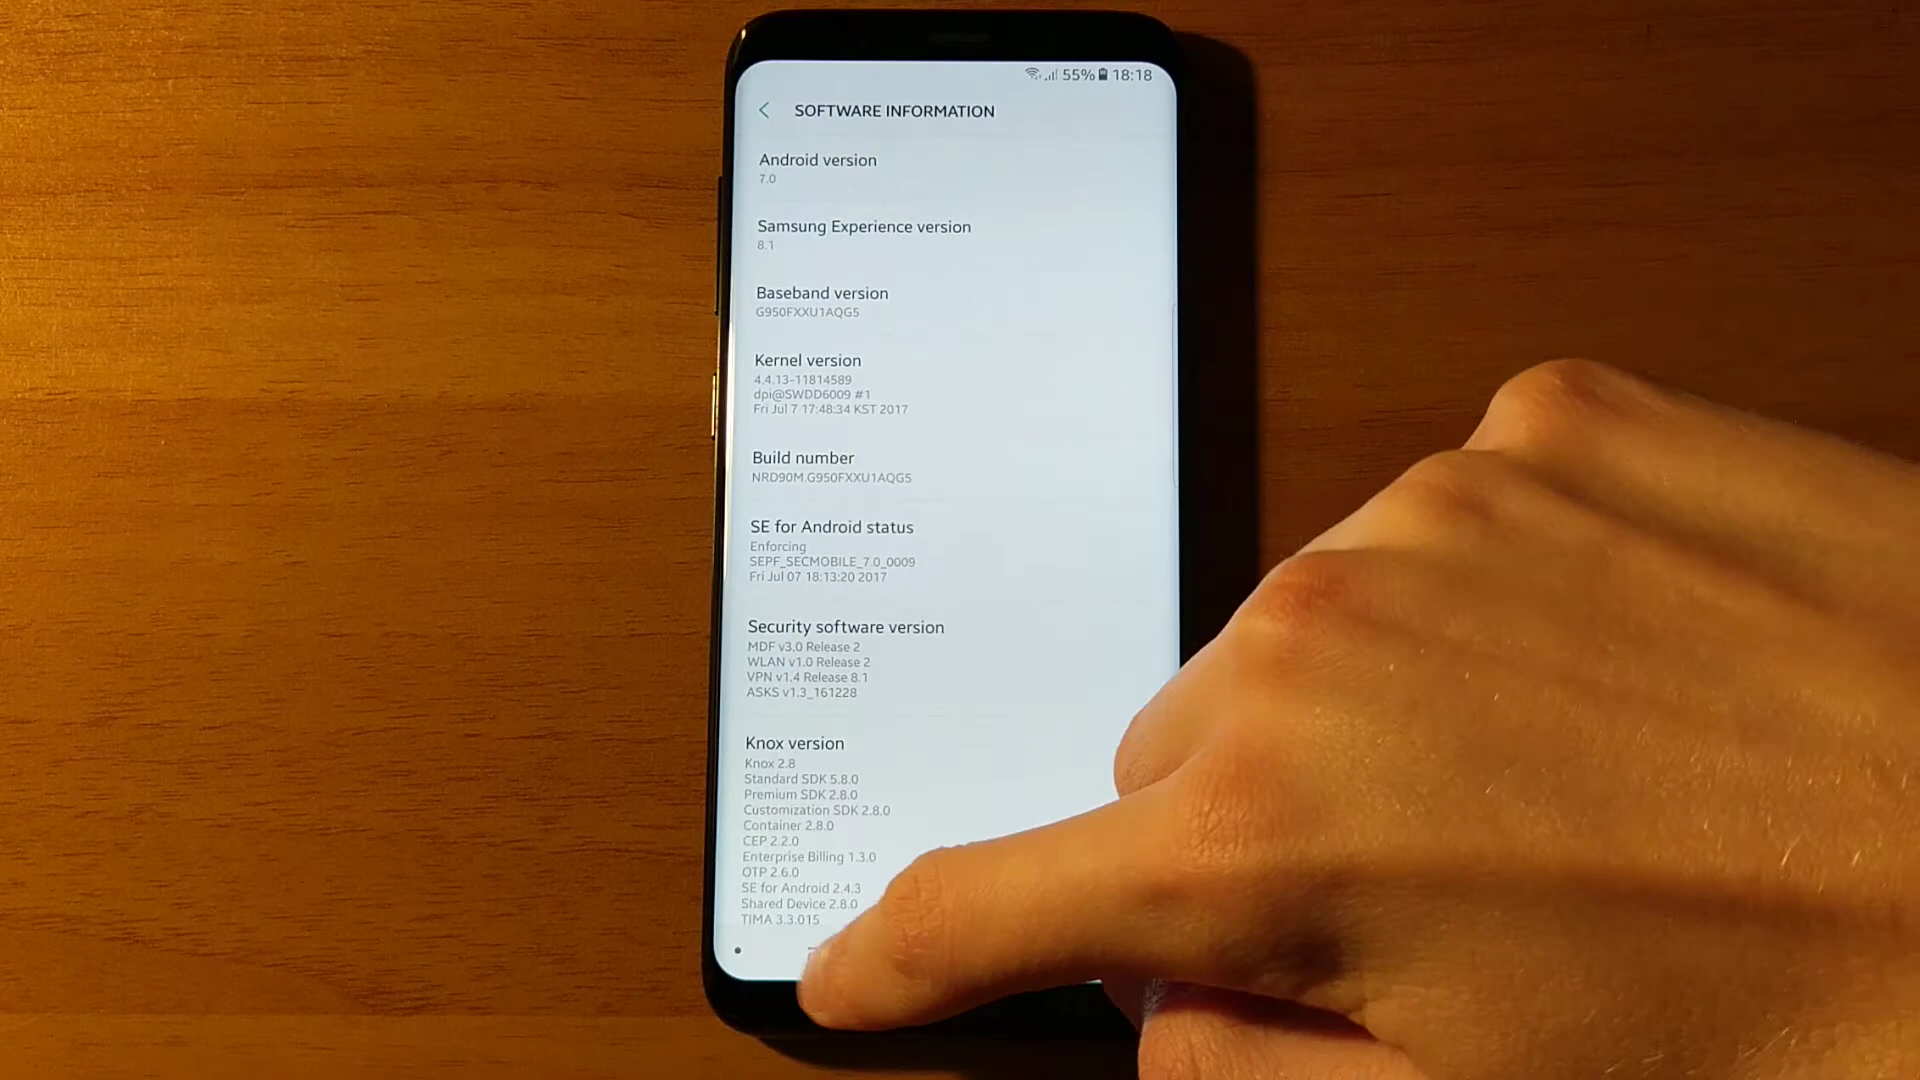 55% 18:18
SOFTWARE INFORMATION
Android version
7.0
Samsung Experience version
8.1
Baseband version
G950FXXU1AQG5
Kernel version
4.4.13-11814589
dpi@SWDD6009 #1
Fri Jul 7 17:48:34 KST 2017
Build number
NRD90M.G950FXXU1AQG5
SE for Android status
Enforcing
SEPF_SECMOBILE_7.0_0009
Fri Jul 07 18:13:20 2017
Security software version
MDF v3.0 Release 2
WLAN v1.0 Release 2
VPN v1.4 Release 8.1
ASKS v1.3_161228
Knox version
Knox 2.8
Standard SDK 5.8.0
Premium SDK 2.8.0
Customization SDK 2.8.0
Container 2.8.0
CEP 2.2.0
Enterprise Billing 1.3.0
OTP 2.6.0
SE for Android 2.4.3
Shared Device 2.8.0
TIMA 3.3.015